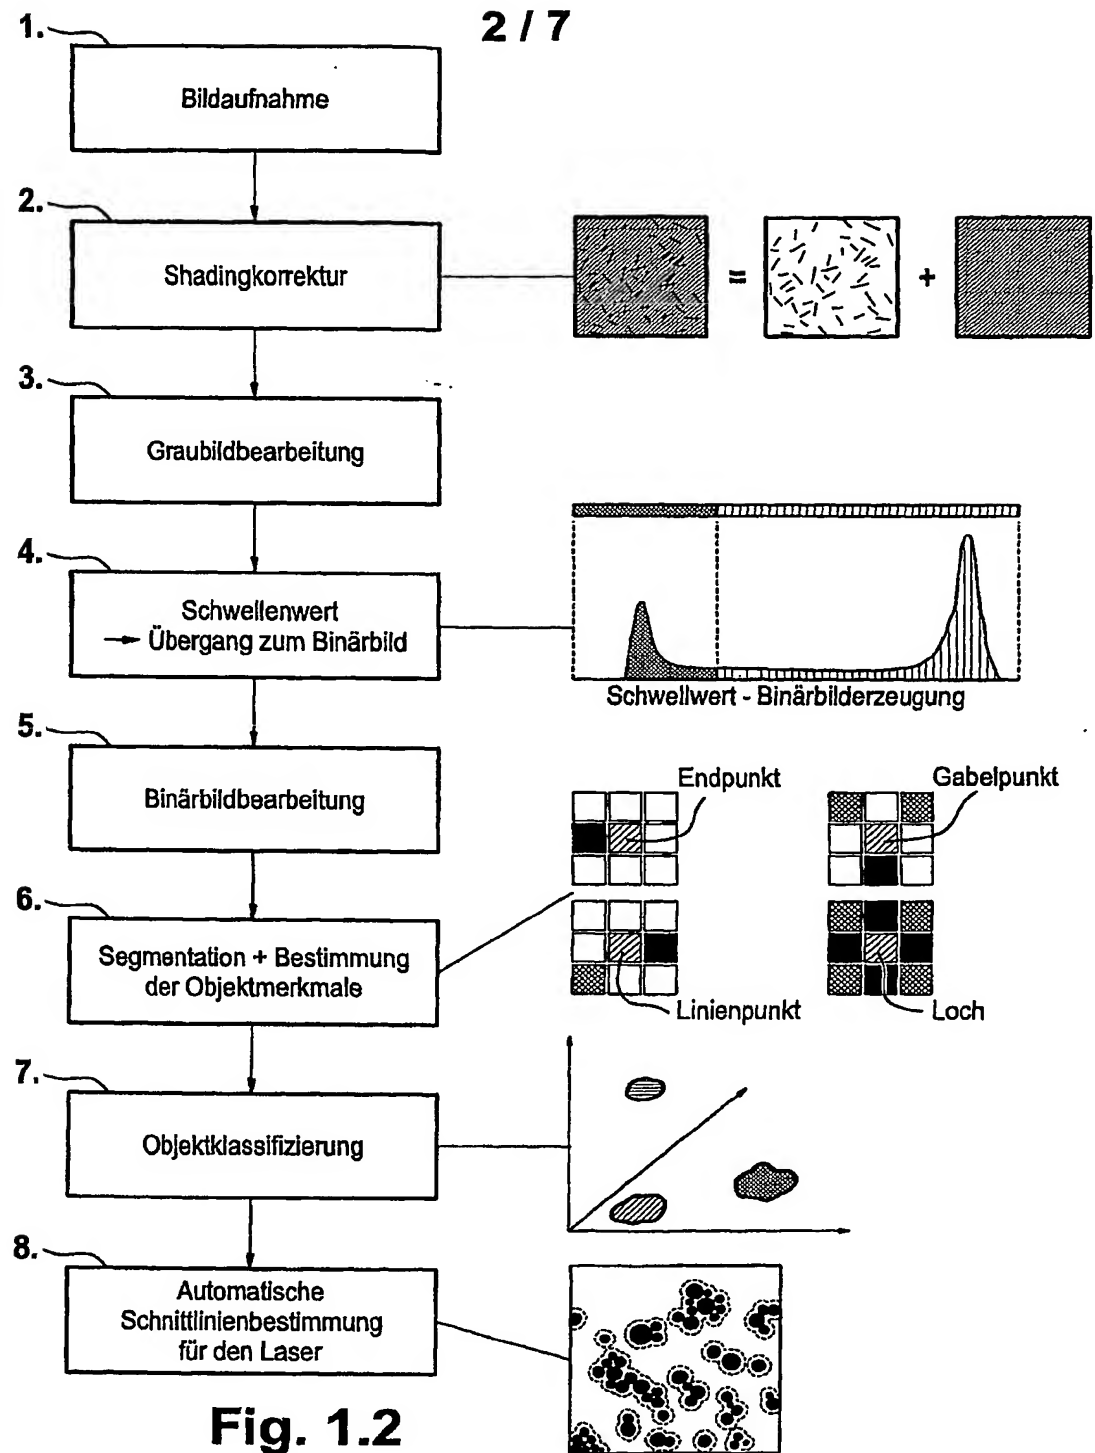 2 / 7
1.
Bildaufnahme
2.
Shadingkorrektur
= +
3.
Graubildbearbeitung
4.
Schwellenwert
→ Übergang zum Binärbild
Schwellwert - Binärbilderzeugung
5.
Binärbildbearbeitung
Endpunkt
Gabelpunkt
6.
Segmentation + Bestimmung
der Objektmerkmale
Linienpunkt
Loch
7.
Objektklassifizierung
8.
Automatische
Schnittlinienbestimmung
für den Laser
Fig. 1.2